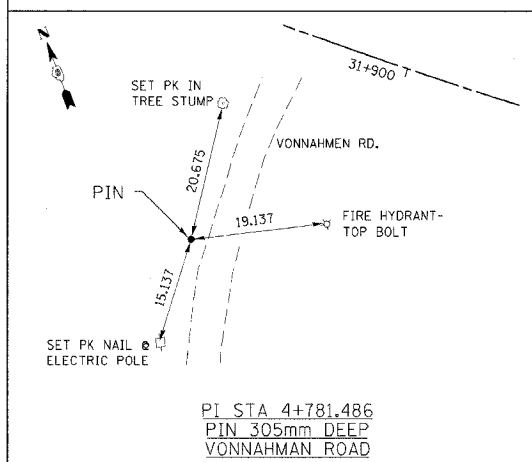 N
31+900
SET PK IN
TREE STUMP
VONNAHMEN RD.
20.675
PIN
19.137
FIRE HYDRANT-
TOP BOLT
15.137
SET PK NAIL @
ELECTRIC POLE
PI STA 4+781.486
PIN 305mm DEEP
VONNAHMAN ROAD